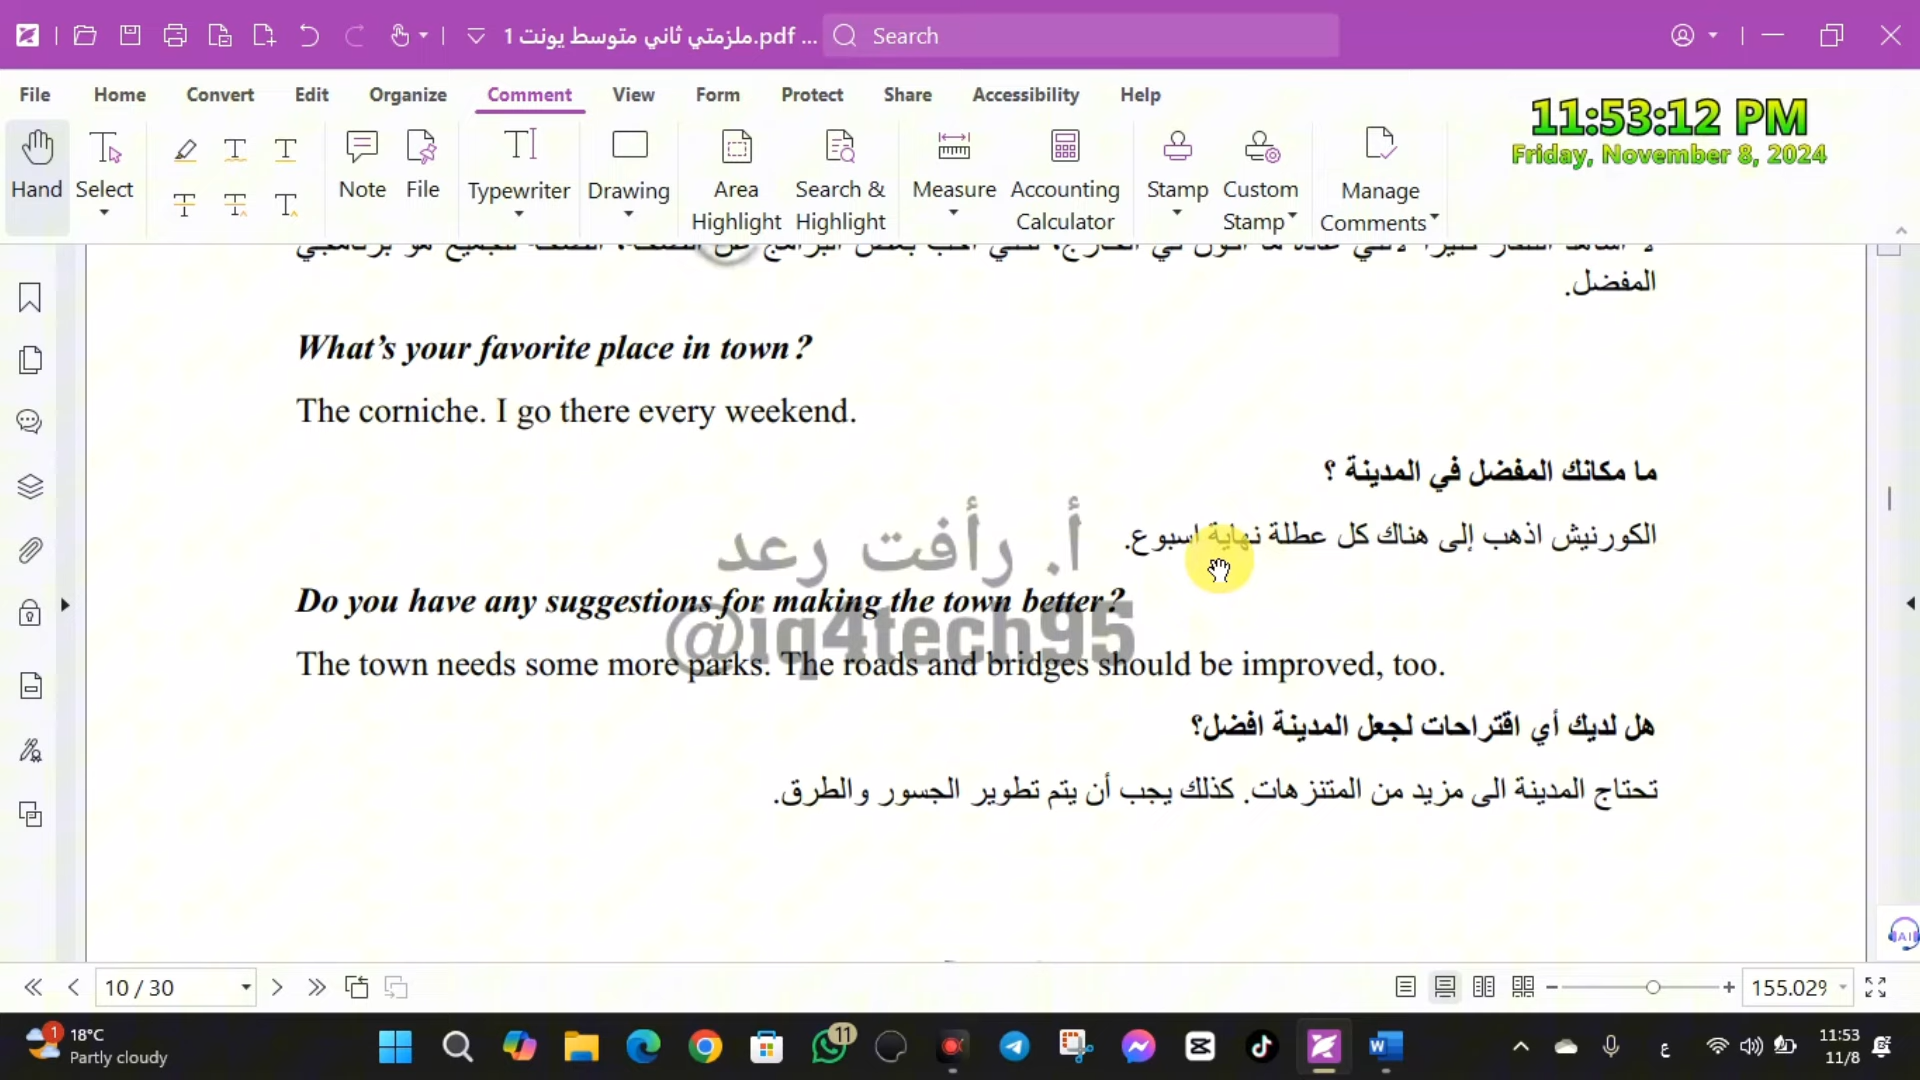 ملزمتي ثاني متوسط يونت 1.pdf ...
Search
File Home Convert Edit Organize Comment View Form Protect Share Accessibility Help
11:53:12 PM
Friday, November 8, 2024
Hand Select Note File Typewriter Drawing Area Highlight Search & Highlight Measure Accounting Calculator Stamp Custom Stamp Manage Comments
المفضل.
What's your favorite place in town?
The corniche. I go there every weekend.
ما مكانك المفضل في المدينة ؟
الكورنيش اذهب إلى هناك كل عطلة نهاية اسبوع.
أ. رأفت رعد
Do you have any suggestions for making the town better?
@iq4tech95
The town needs some more parks. The roads and bridges should be improved, too.
هل لديك أي اقتراحات لجعل المدينة افضل؟
تحتاج المدينة الى مزيد من المتنزهات. كذلك يجب أن يتم تطوير الجسور والطرق.
AI
10 / 30
155.029
1
18°C
Partly cloudy
11
ع
11:53
11/8